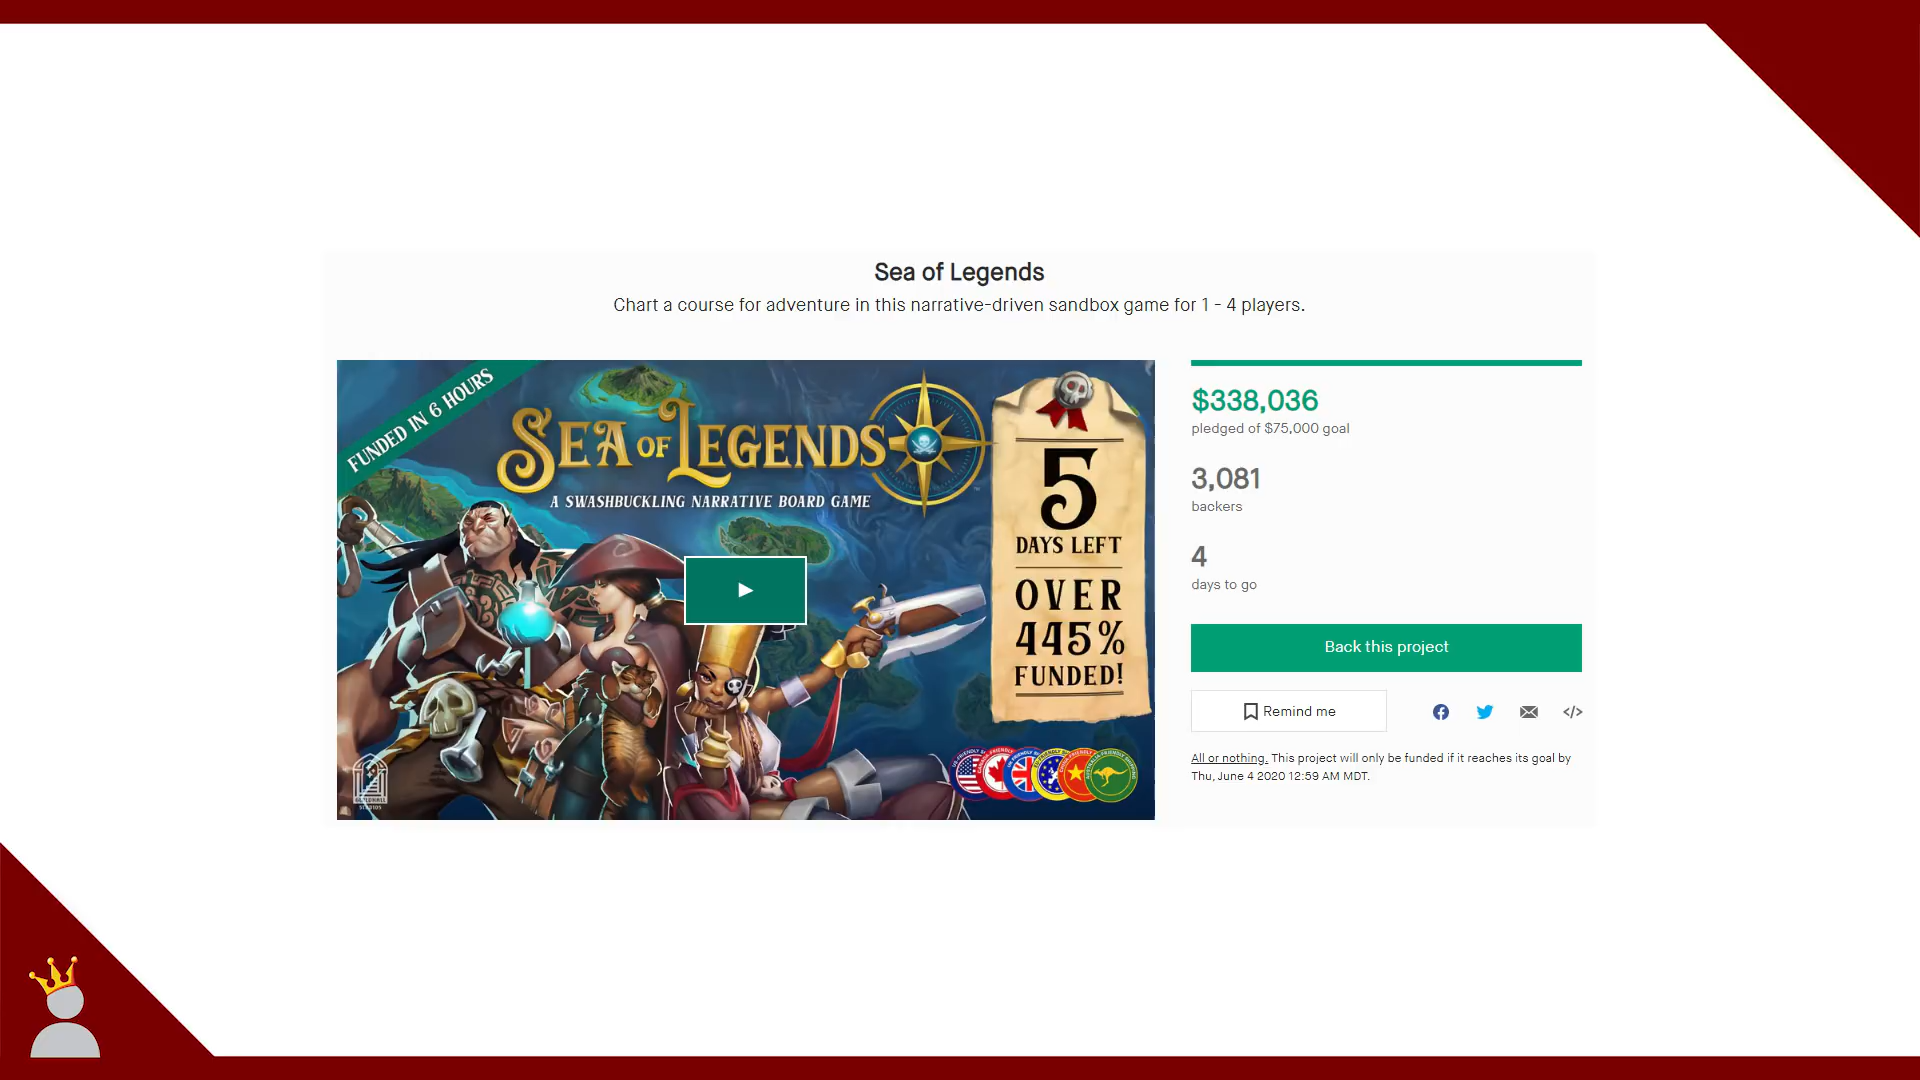 Sea of Legends
Chart a course for adventure in this narrative-driven sandbox game for 1 - 4 players.
FUNDED IN 6 HOURS
SEA OF LEGENDS
A SWASHBUCKLING NARRATIVE BOARD GAME
5
DAYS LEFT
OVER
445%
FUNDED!
GUILDHALL
STUDIOS
$338,036
pledged of $75,000 goal
3,081
backers
4
days to go
Back this project
Remind me
All or nothing. This project will only be funded if it reaches its goal by
Thu, June 4 2020 12:59 AM MDT.